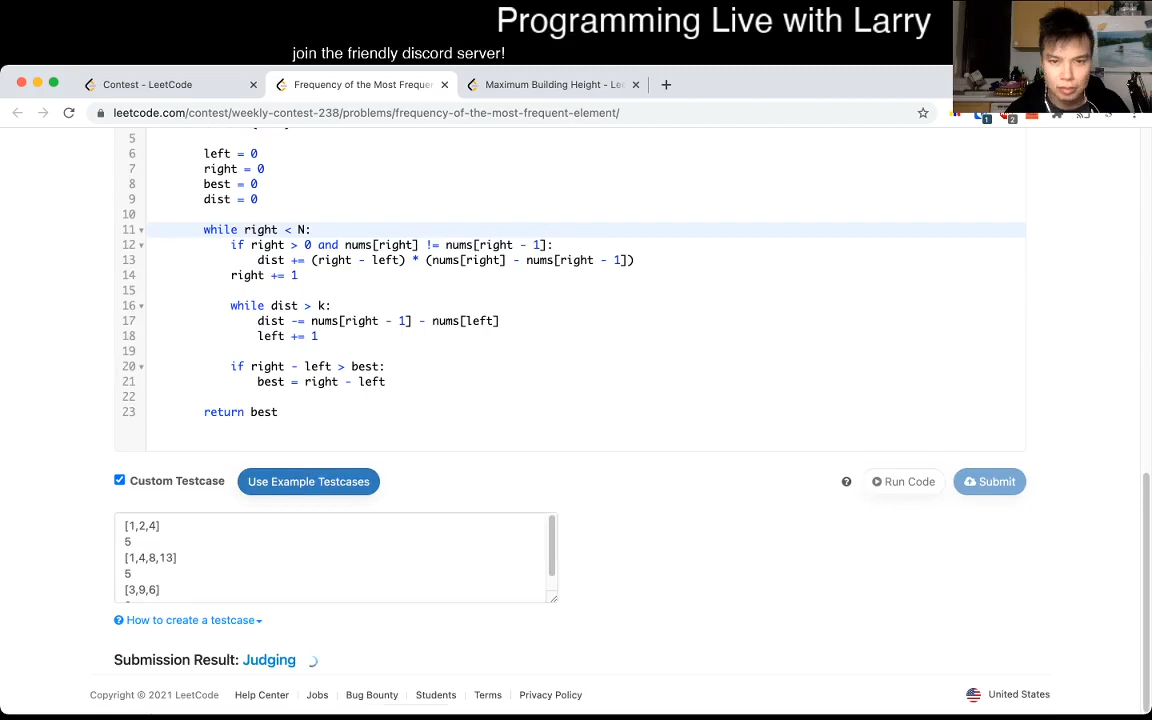 Programming Live with Larry
join the friendly discord server!
Contest - LeetCode
Frequency of the Most Frequer
Maximum Building Height - Lee
leetcode.com/contest/weekly-contest-238/problems/frequency-of-the-most-frequent-element/
1
2
5
6 left = 0
7 right = 0
8 best = 0
9 dist = 0
10
11 while right < N:
12 if right > 0 and nums[right] != nums[right - 1]:
13 dist += (right - left) * (nums[right] - nums[right - 1])
14 right += 1
15
16 while dist > k:
17 dist -= nums[right - 1] - nums[left]
18 left += 1
19
20 if right - left > best:
21 best = right - left
22
23 return best
Custom Testcase
Use Example Testcases
Run Code
Submit
[1,2,4]
5
[1,4,8,13]
5
[3,9,6]
How to create a testcase
Submission Result: Judging
Copyright © 2021 LeetCode
Help Center
Jobs
Bug Bounty
Students
Terms
Privacy Policy
United States